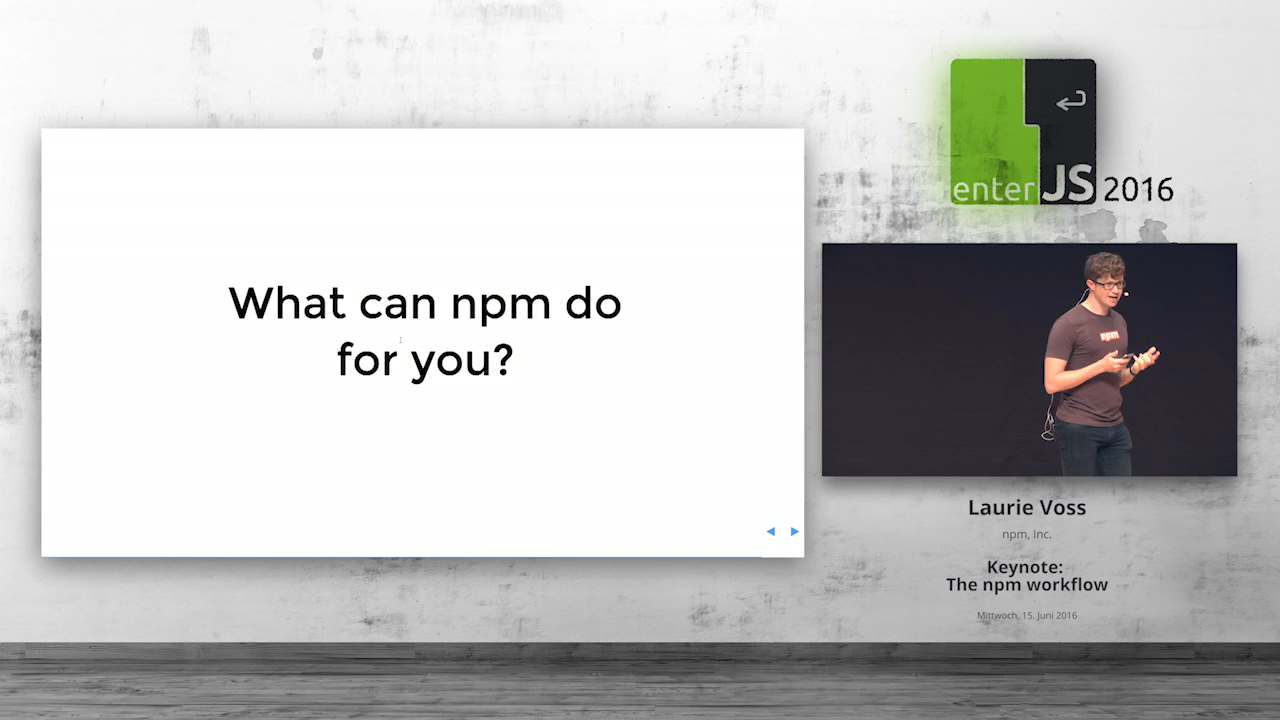 What can npm do
for you?
enter JS 2016
npm
Laurie Voss
npm, Inc.
Keynote:
The npm workflow
Mittwoch, 15. Juni 2016